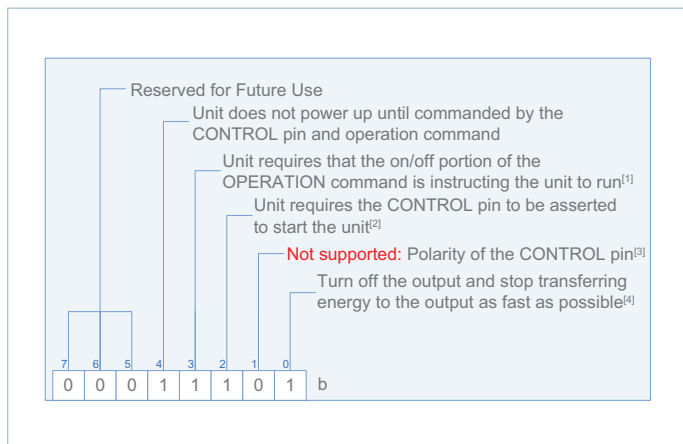 Reserved for Future Use
Unit does not power up until commanded by the
CONTROL pin and operation command
Unit requires that the on/off portion of the
OPERATION command is instructing the unit to run[1]
Unit requires the CONTROL pin to be asserted
to start the unit[2]
Not supported: Polarity of the CONTROL pin[3]
Turn off the output and stop transferring
energy to the output as fast as possible[4]
7 6 5 4 3 2 1 0
0 0 0 1 1 1 0 1 b